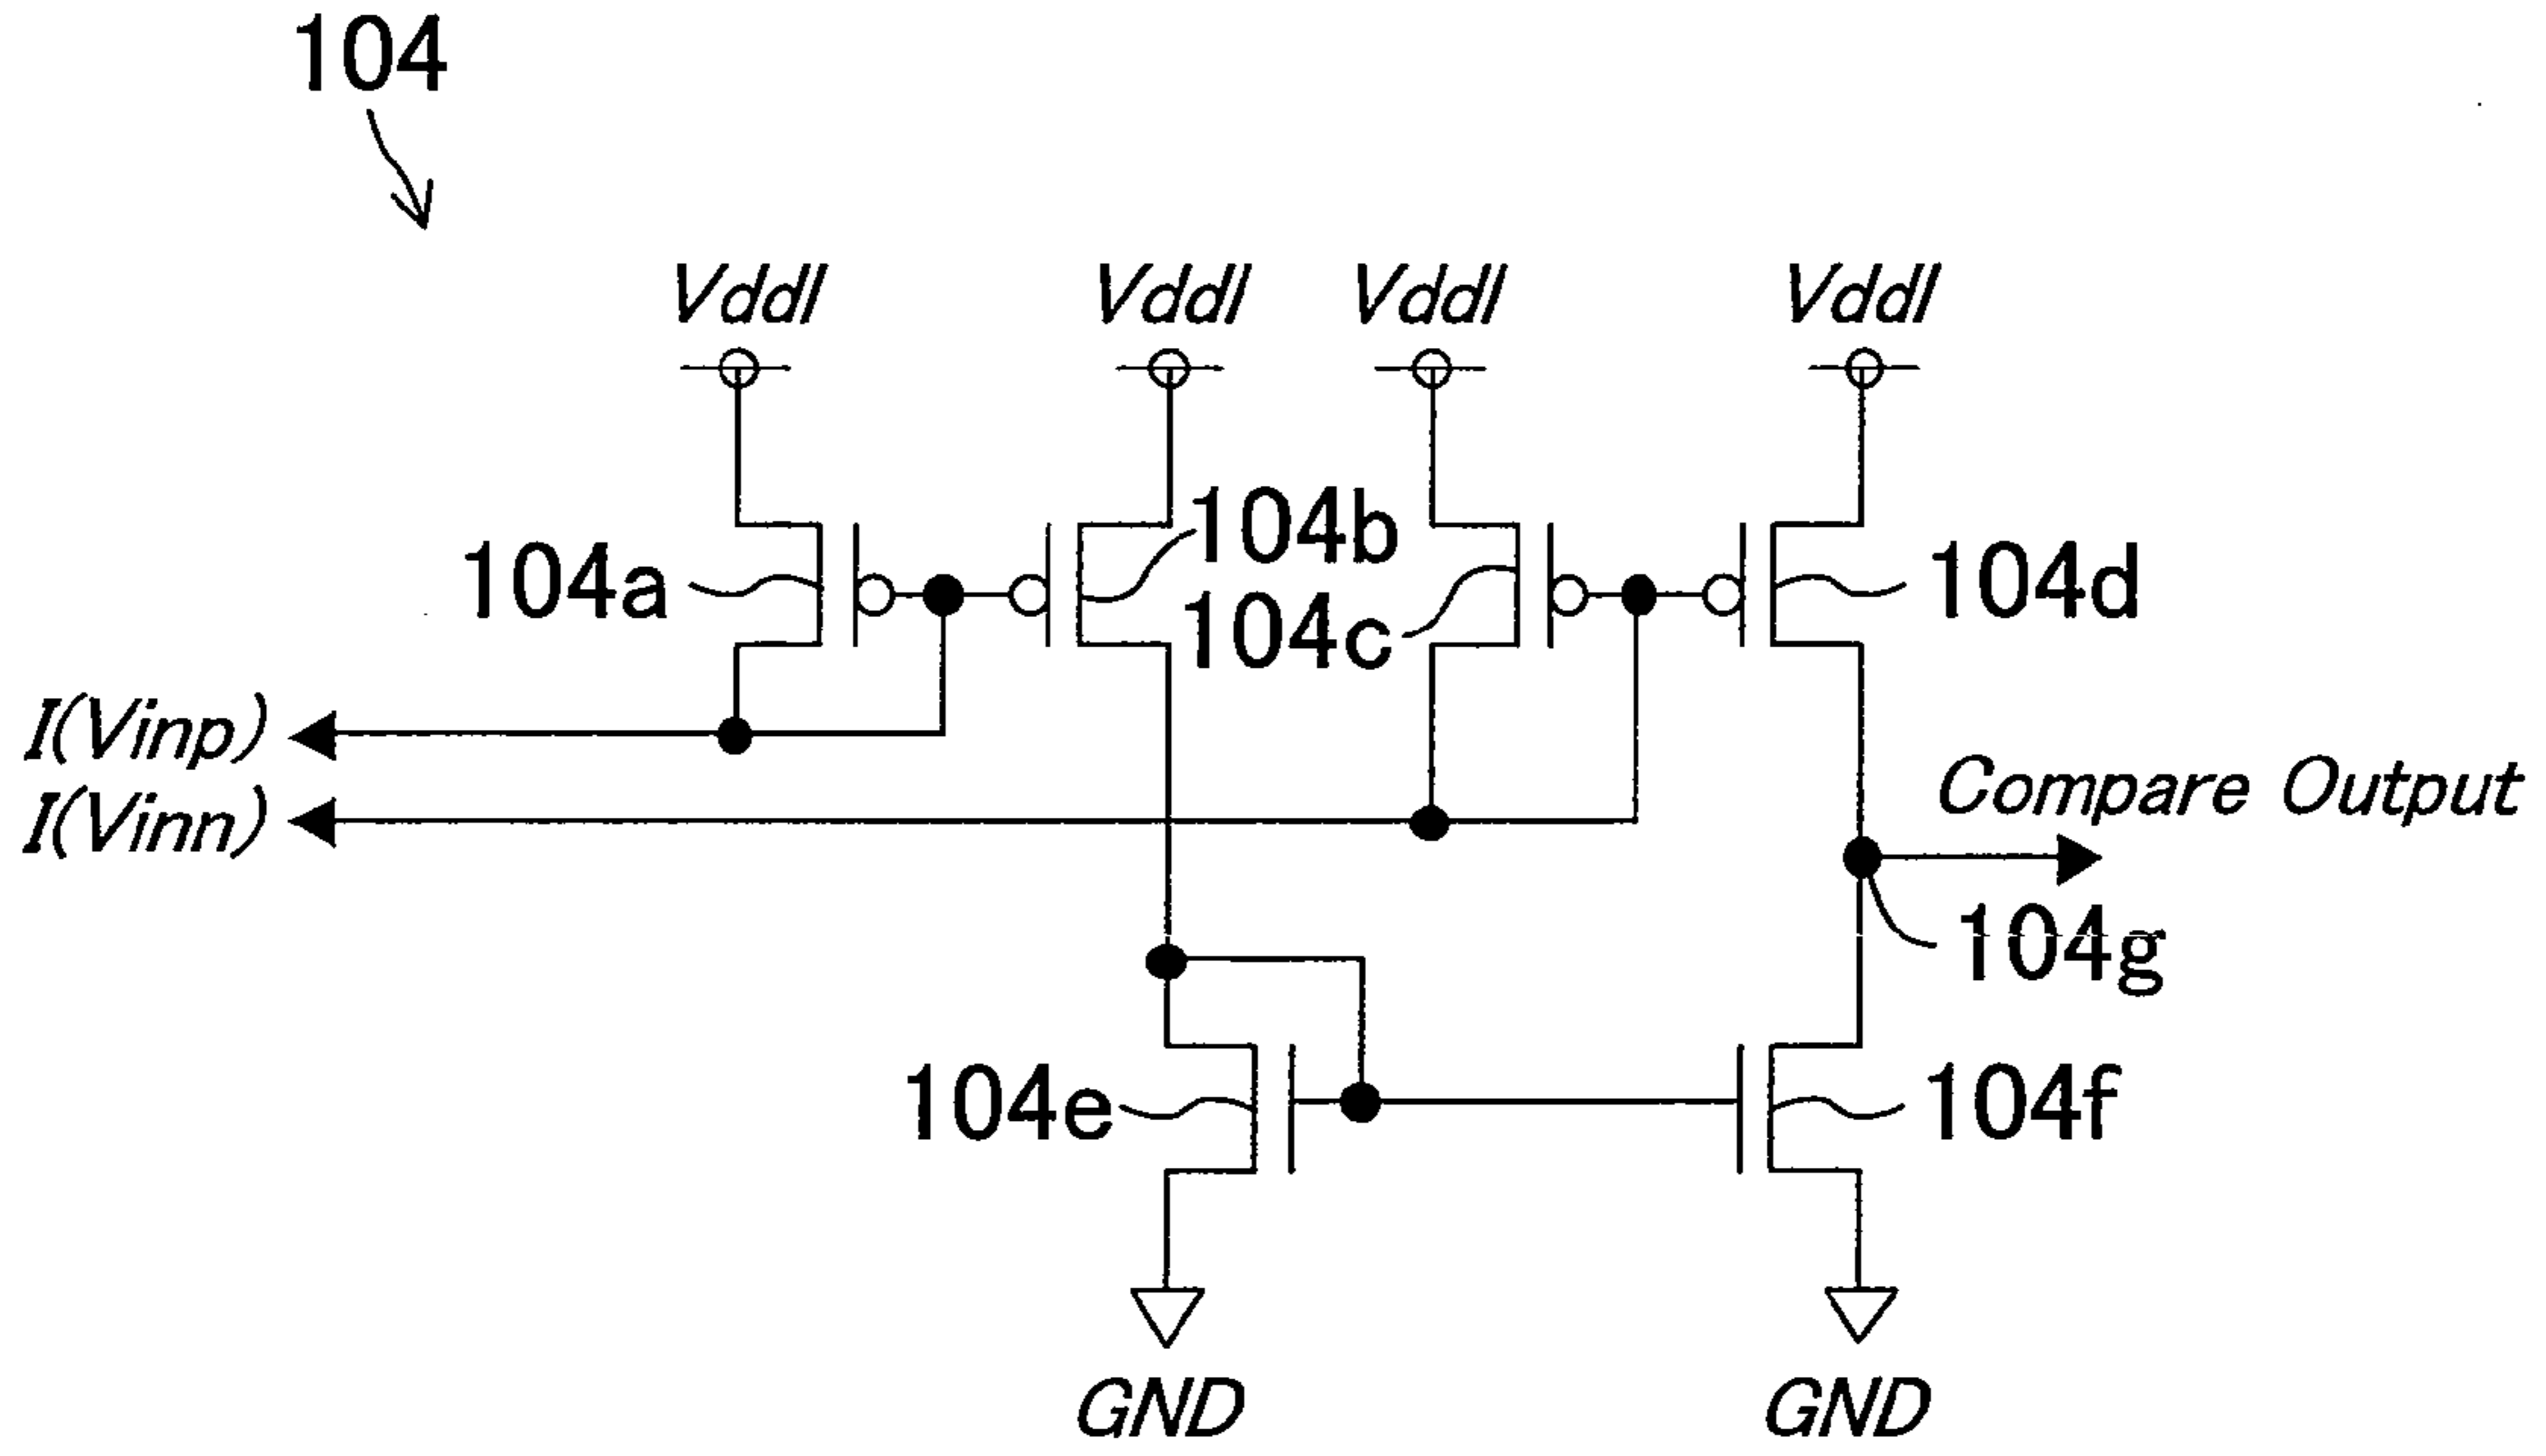 104
Vddl Vddl Vddl Vddl
104b
104a 104c 104d
I(Vinp)
I(Vinn)
Compare Output
104g
104e 104f
GND GND